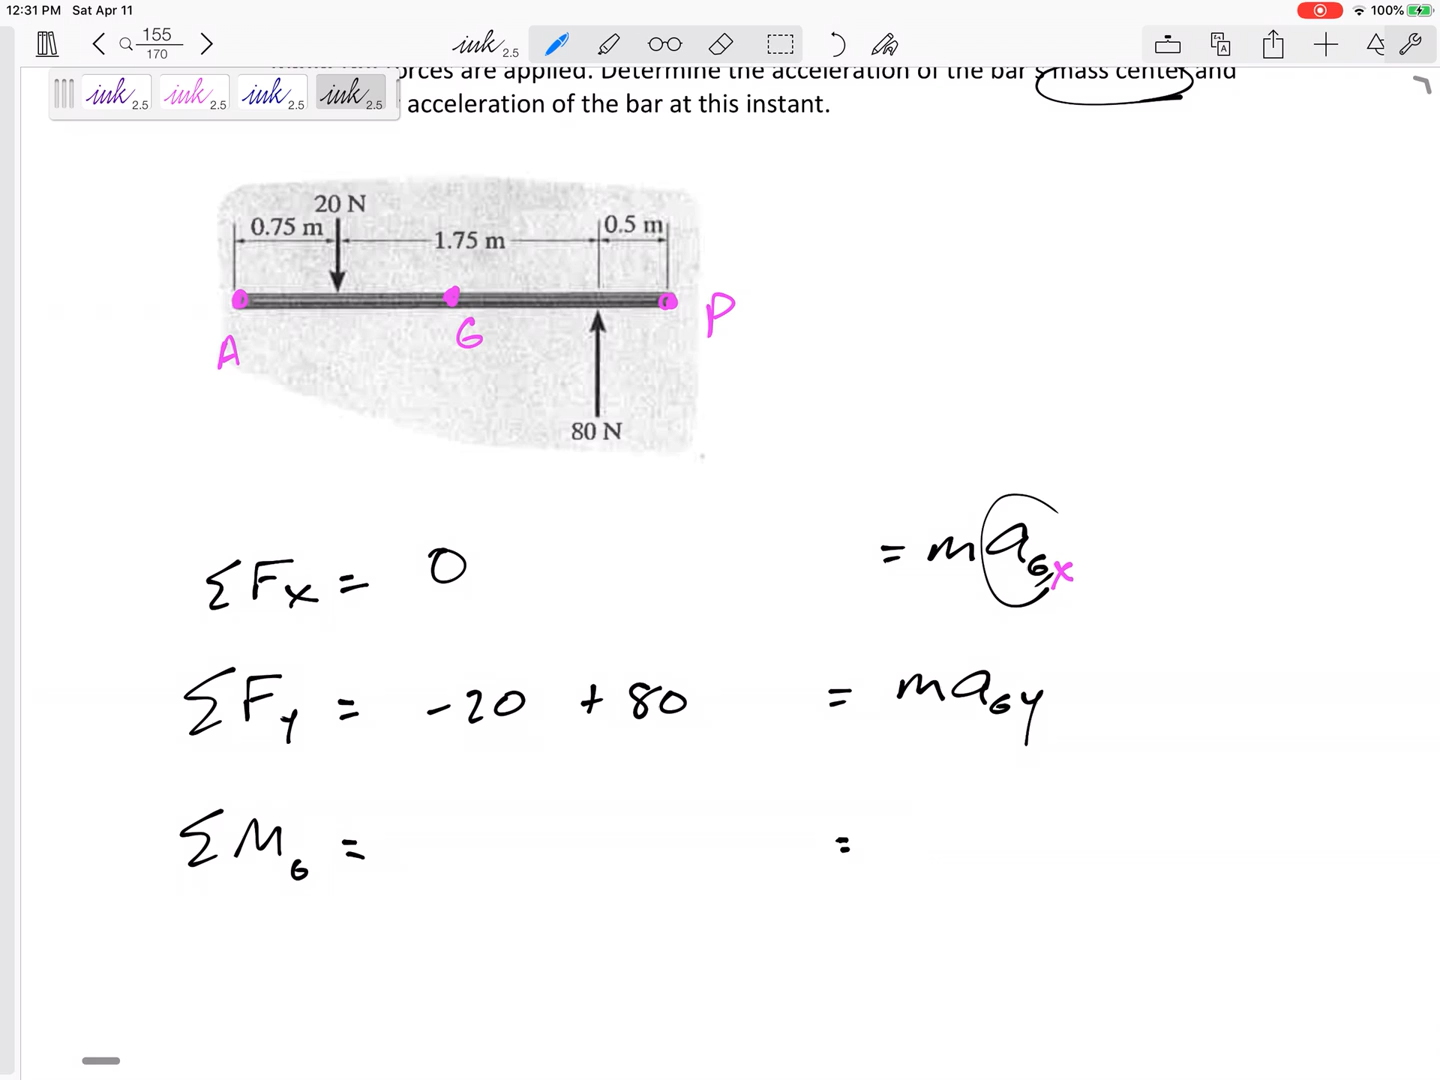 12:31 PM Sat Apr 11 100%
155
170
ink 2.5
ink 2.5 ink 2.5 ink 2.5 ink 2.5
forces are applied. Determine the acceleration of the bar's mass center and
acceleration of the bar at this instant.
20 N
0.75 m 1.75 m 0.5 m
A G P
80 N
ΣFx = 0 = maGx
ΣFy = -20 + 80 = maGy
ΣMG = =